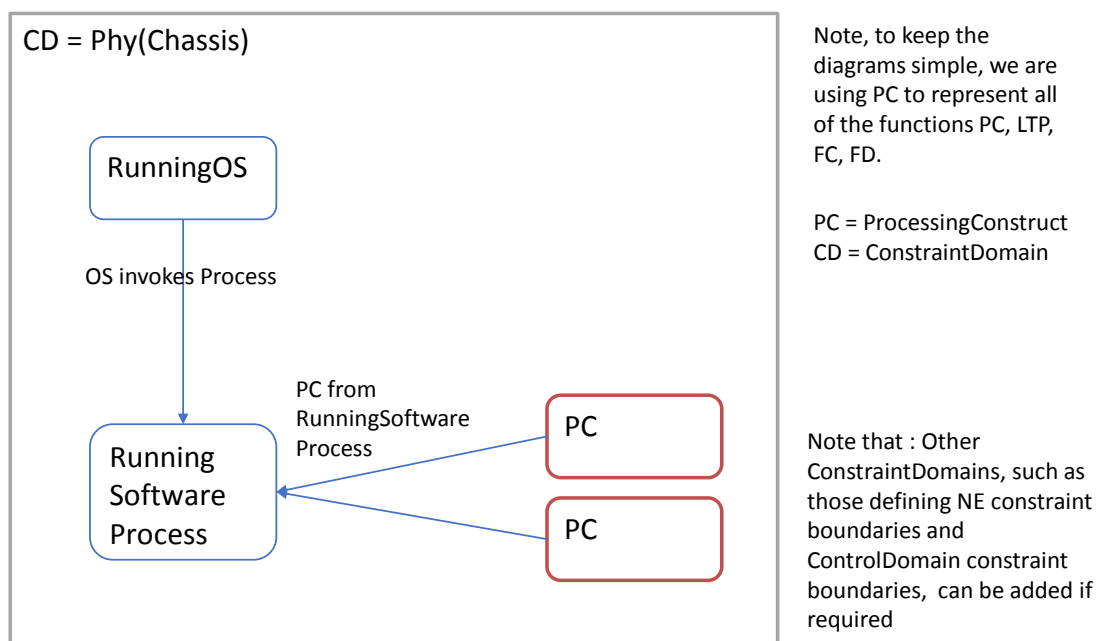 CD = Phy(Chassis)
RunningOS
OS invokes Process
PC from
RunningSoftware
Process
Running
Software
Process
PC
PC
Note, to keep the
diagrams simple, we are
using PC to represent all
of the functions PC, LTP,
FC, FD.
PC = ProcessingConstruct
CD = ConstraintDomain
Note that : Other
ConstraintDomains, such as
those defining NE constraint
boundaries and
ControlDomain constraint
boundaries, can be added if
required